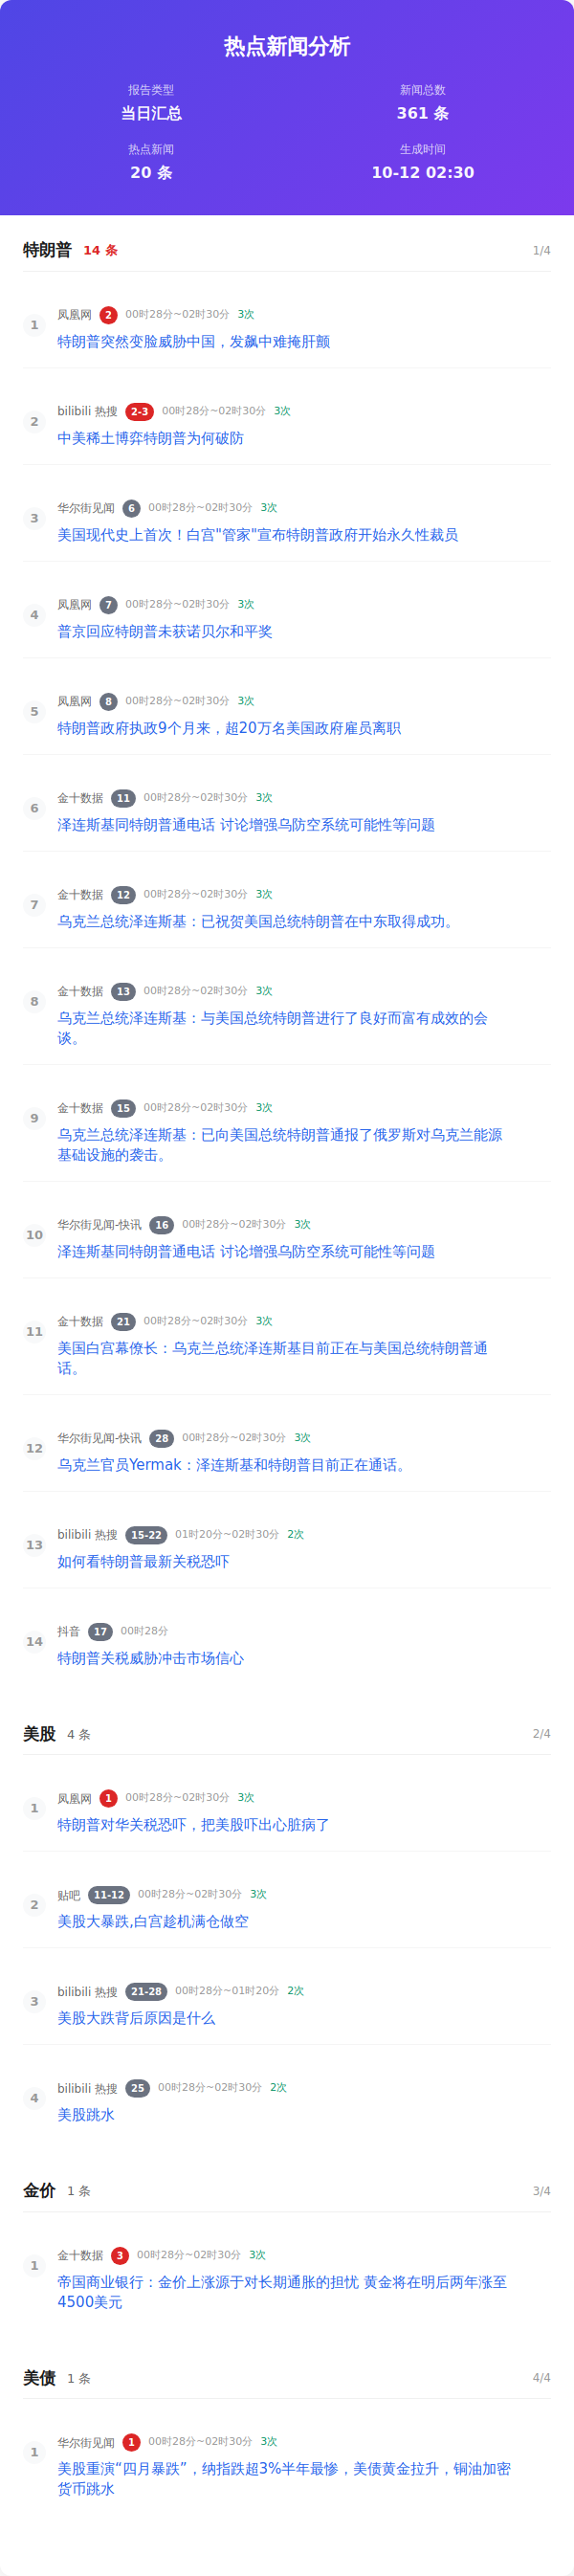 热点新闻分析
报告类型
新闻总数
当日汇总
361 条
热点新闻
生成时间
20 条
10-12 02:30
特朗普 14 条 1/4
1
凤凰网 2 00时28分~02时30分 3次
特朗普突然变脸威胁中国，发飙中难掩肝颤
2
bilibili 热搜 2-3 00时28分~02时30分 3次
中美稀土博弈特朗普为何破防
3
华尔街见闻 6 00时28分~02时30分 3次
美国现代史上首次！白宫"管家"宣布特朗普政府开始永久性裁员
4
凤凰网 7 00时28分~02时30分 3次
普京回应特朗普未获诺贝尔和平奖
5
凤凰网 8 00时28分~02时30分 3次
特朗普政府执政9个月来，超20万名美国政府雇员离职
6
金十数据 11 00时28分~02时30分 3次
泽连斯基同特朗普通电话 讨论增强乌防空系统可能性等问题
7
金十数据 12 00时28分~02时30分 3次
乌克兰总统泽连斯基：已祝贺美国总统特朗普在中东取得成功。
8
金十数据 13 00时28分~02时30分 3次
乌克兰总统泽连斯基：与美国总统特朗普进行了良好而富有成效的会
谈。
9
金十数据 15 00时28分~02时30分 3次
乌克兰总统泽连斯基：已向美国总统特朗普通报了俄罗斯对乌克兰能源
基础设施的袭击。
10
华尔街见闻-快讯 16 00时28分~02时30分 3次
泽连斯基同特朗普通电话 讨论增强乌防空系统可能性等问题
11
金十数据 21 00时28分~02时30分 3次
美国白宫幕僚长：乌克兰总统泽连斯基目前正在与美国总统特朗普通
话。
12
华尔街见闻-快讯 28 00时28分~02时30分 3次
乌克兰官员Yermak：泽连斯基和特朗普目前正在通话。
13
bilibili 热搜 15-22 01时20分~02时30分 2次
如何看特朗普最新关税恐吓
14
抖音 17 00时28分
特朗普关税威胁冲击市场信心
美股 4 条 2/4
1
凤凰网 1 00时28分~02时30分 3次
特朗普对华关税恐吓，把美股吓出心脏病了
2
贴吧 11-12 00时28分~02时30分 3次
美股大暴跌,白宫趁机满仓做空
3
bilibili 热搜 21-28 00时28分~01时20分 2次
美股大跌背后原因是什么
4
bilibili 热搜 25 00时28分~02时30分 2次
美股跳水
金价 1 条 3/4
1
金十数据 3 00时28分~02时30分 3次
帝国商业银行：金价上涨源于对长期通胀的担忧 黄金将在明后两年涨至
4500美元
美债 1 条 4/4
1
华尔街见闻 1 00时28分~02时30分 3次
美股重演“四月暴跌”，纳指跌超3%半年最惨，美债黄金拉升，铜油加密
货币跳水